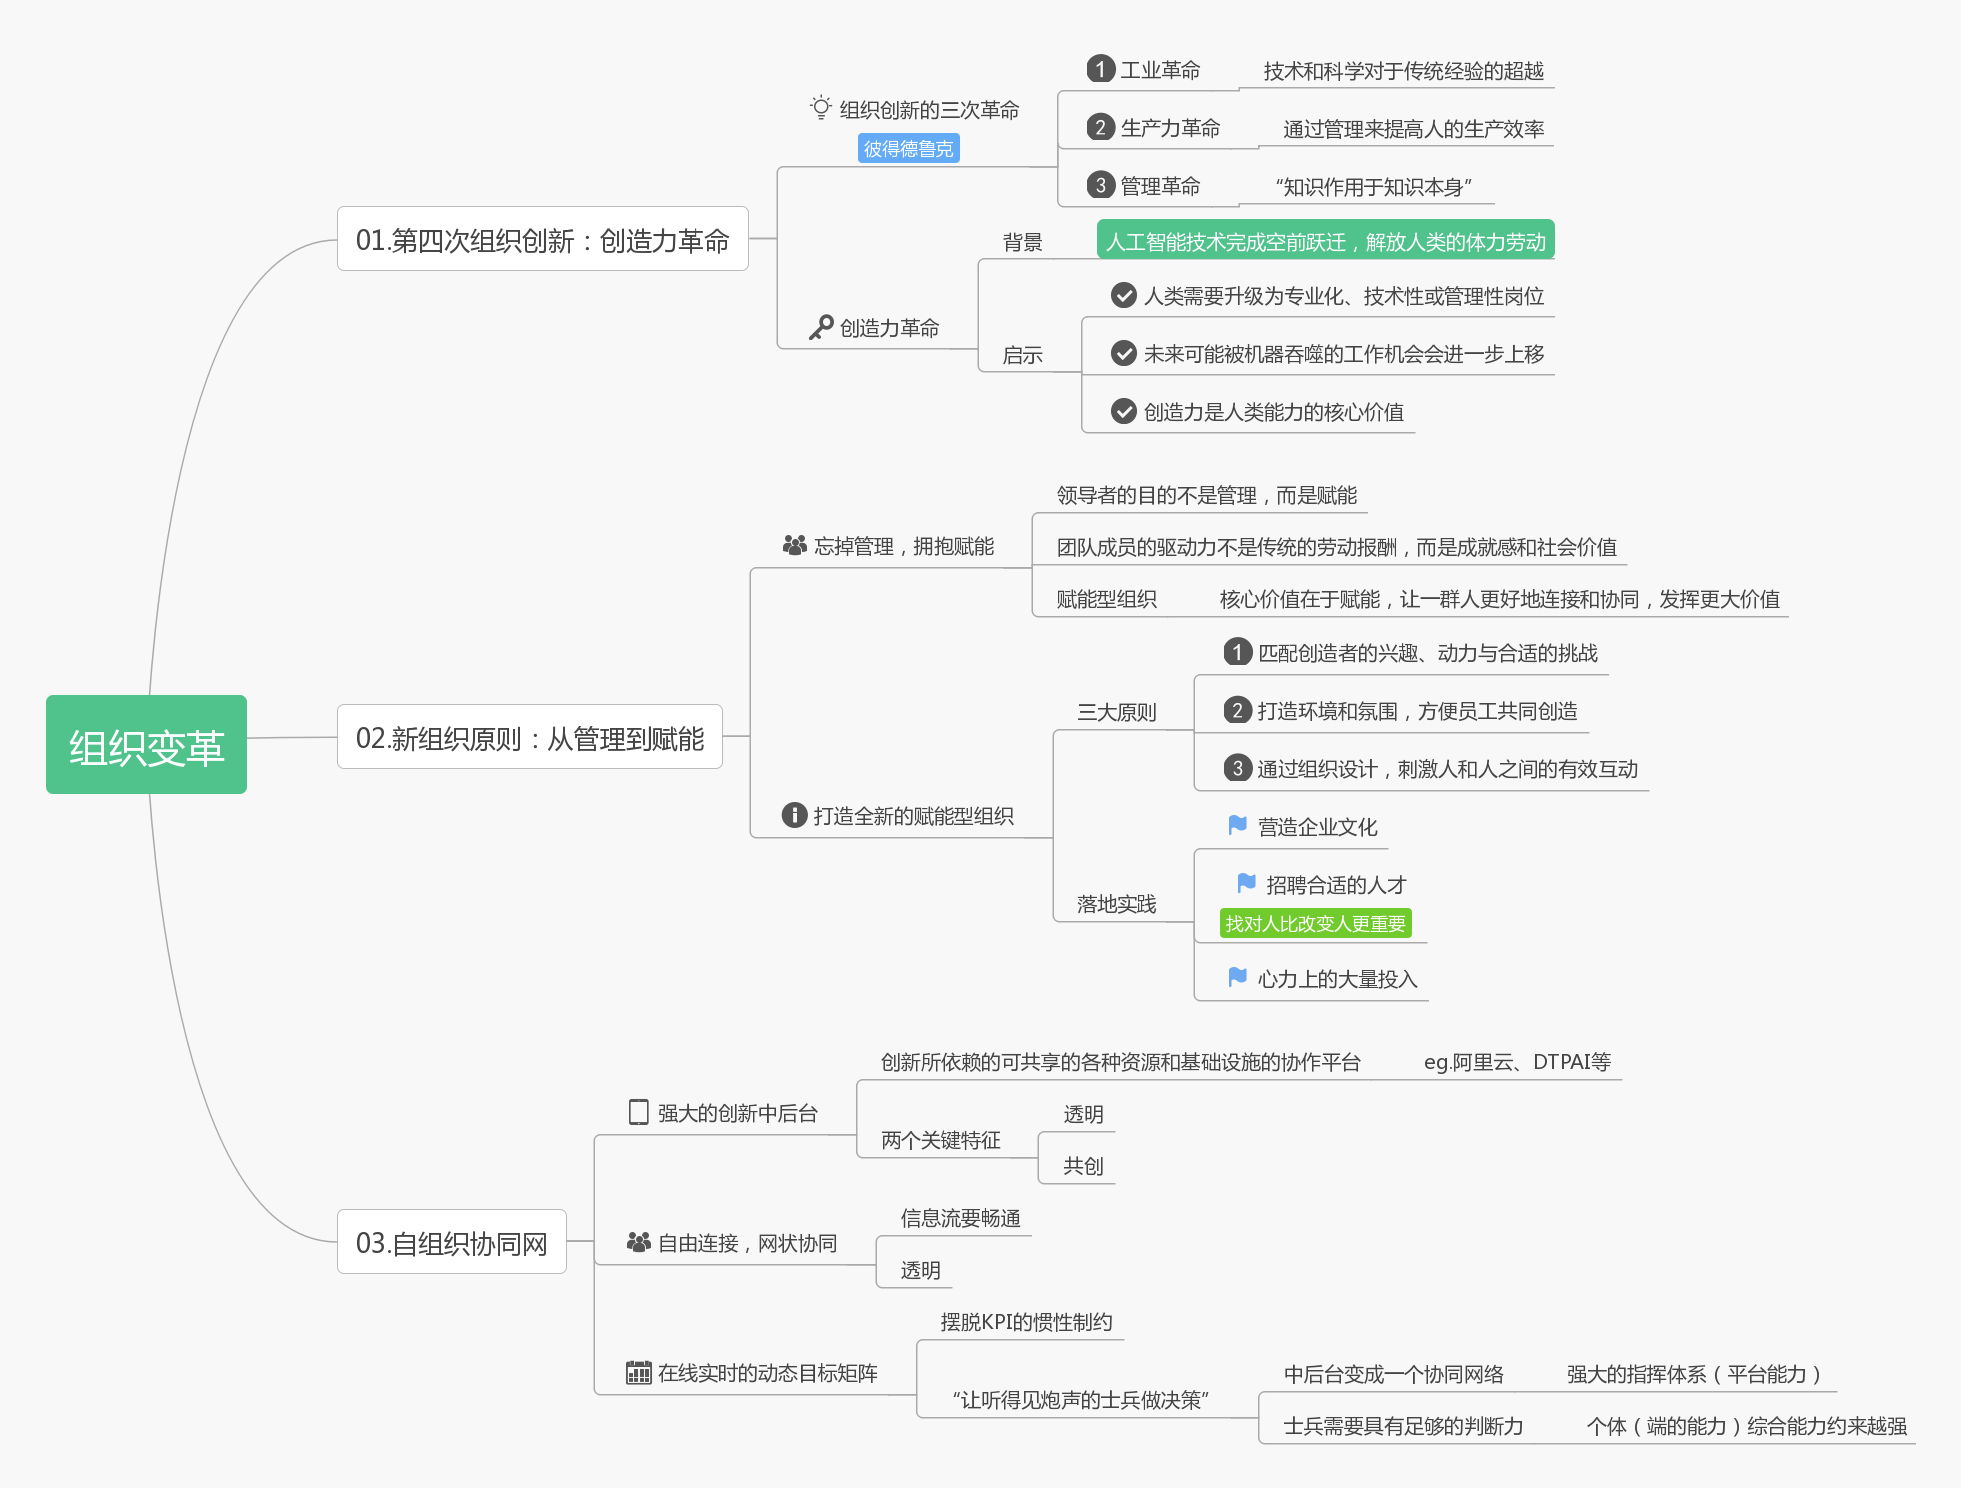 组织变革
01.第四次组织创新：创造力革命
组织创新的三次革命
彼得德鲁克
1 工业革命
技术和科学对于传统经验的超越
2 生产力革命
通过管理来提高人的生产效率
3 管理革命
“知识作用于知识本身”
创造力革命
背景
人工智能技术完成空前跃迁，解放人类的体力劳动
启示
人类需要升级为专业化、技术性或管理性岗位
未来可能被机器吞噬的工作机会会进一步上移
创造力是人类能力的核心价值
02.新组织原则：从管理到赋能
忘掉管理，拥抱赋能
领导者的目的不是管理，而是赋能
团队成员的驱动力不是传统的劳动报酬，而是成就感和社会价值
赋能型组织
核心价值在于赋能，让一群人更好地连接和协同，发挥更大价值
打造全新的赋能型组织
三大原则
1 匹配创造者的兴趣、动力与合适的挑战
2 打造环境和氛围，方便员工共同创造
3 通过组织设计，刺激人和人之间的有效互动
落地实践
营造企业文化
招聘合适的人才
找对人比改变人更重要
心力上的大量投入
03.自组织协同网
强大的创新中后台
创新所依赖的可共享的各种资源和基础设施的协作平台
eg.阿里云、DTPAI等
两个关键特征
透明
共创
自由连接，网状协同
信息流要畅通
透明
在线实时的动态目标矩阵
摆脱KPI的惯性制约
“让听得见炮声的士兵做决策”
中后台变成一个协同网络
强大的指挥体系（平台能力）
士兵需要具有足够的判断力
个体（端的能力）综合能力约来越强